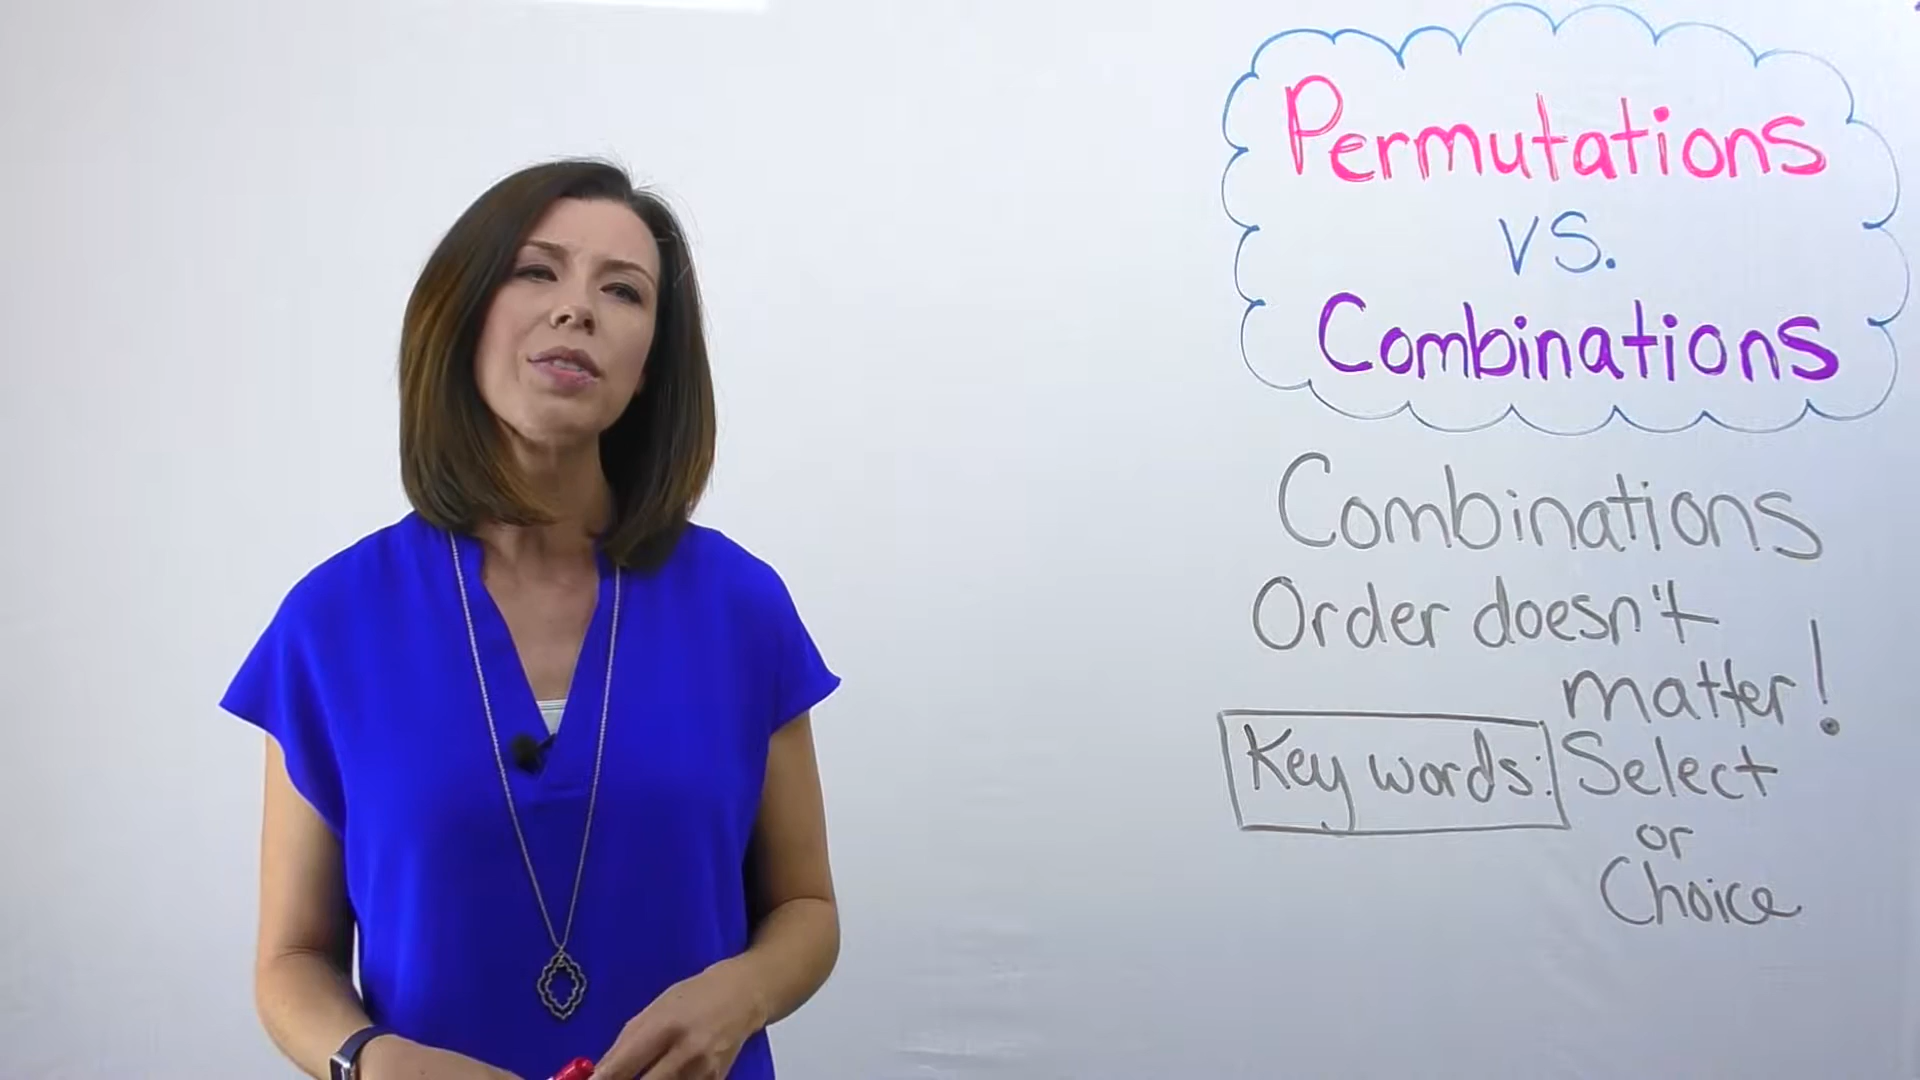 Permutations
vs.
Combinations
Combinations
Order doesn't
matter!
Key words: Select
or
Choice